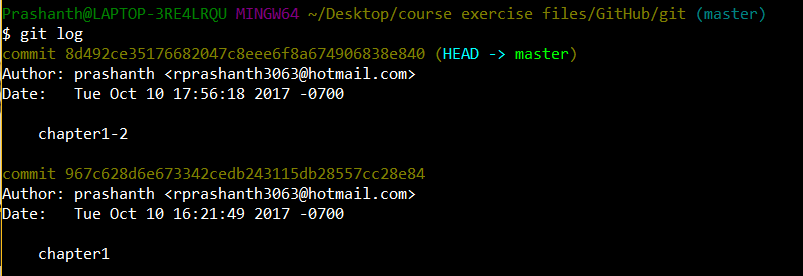 Prashanth@LAPTOP-3RE4LRQU MINGW64 ~/Desktop/course exercise files/GitHub/git (master)
$ git log
commit 8d492ce35176682047c8eee6f8a674906838e840 (HEAD -> master)
Author: prashanth <rprashanth3063@hotmail.com>
Date:   Tue Oct 10 17:56:18 2017 -0700
chapter1-2
commit 967c628d6e673342cedb243115db28557cc28e84
Author: prashanth <rprashanth3063@hotmail.com>
Date:   Tue Oct 10 16:21:49 2017 -0700
chapter1